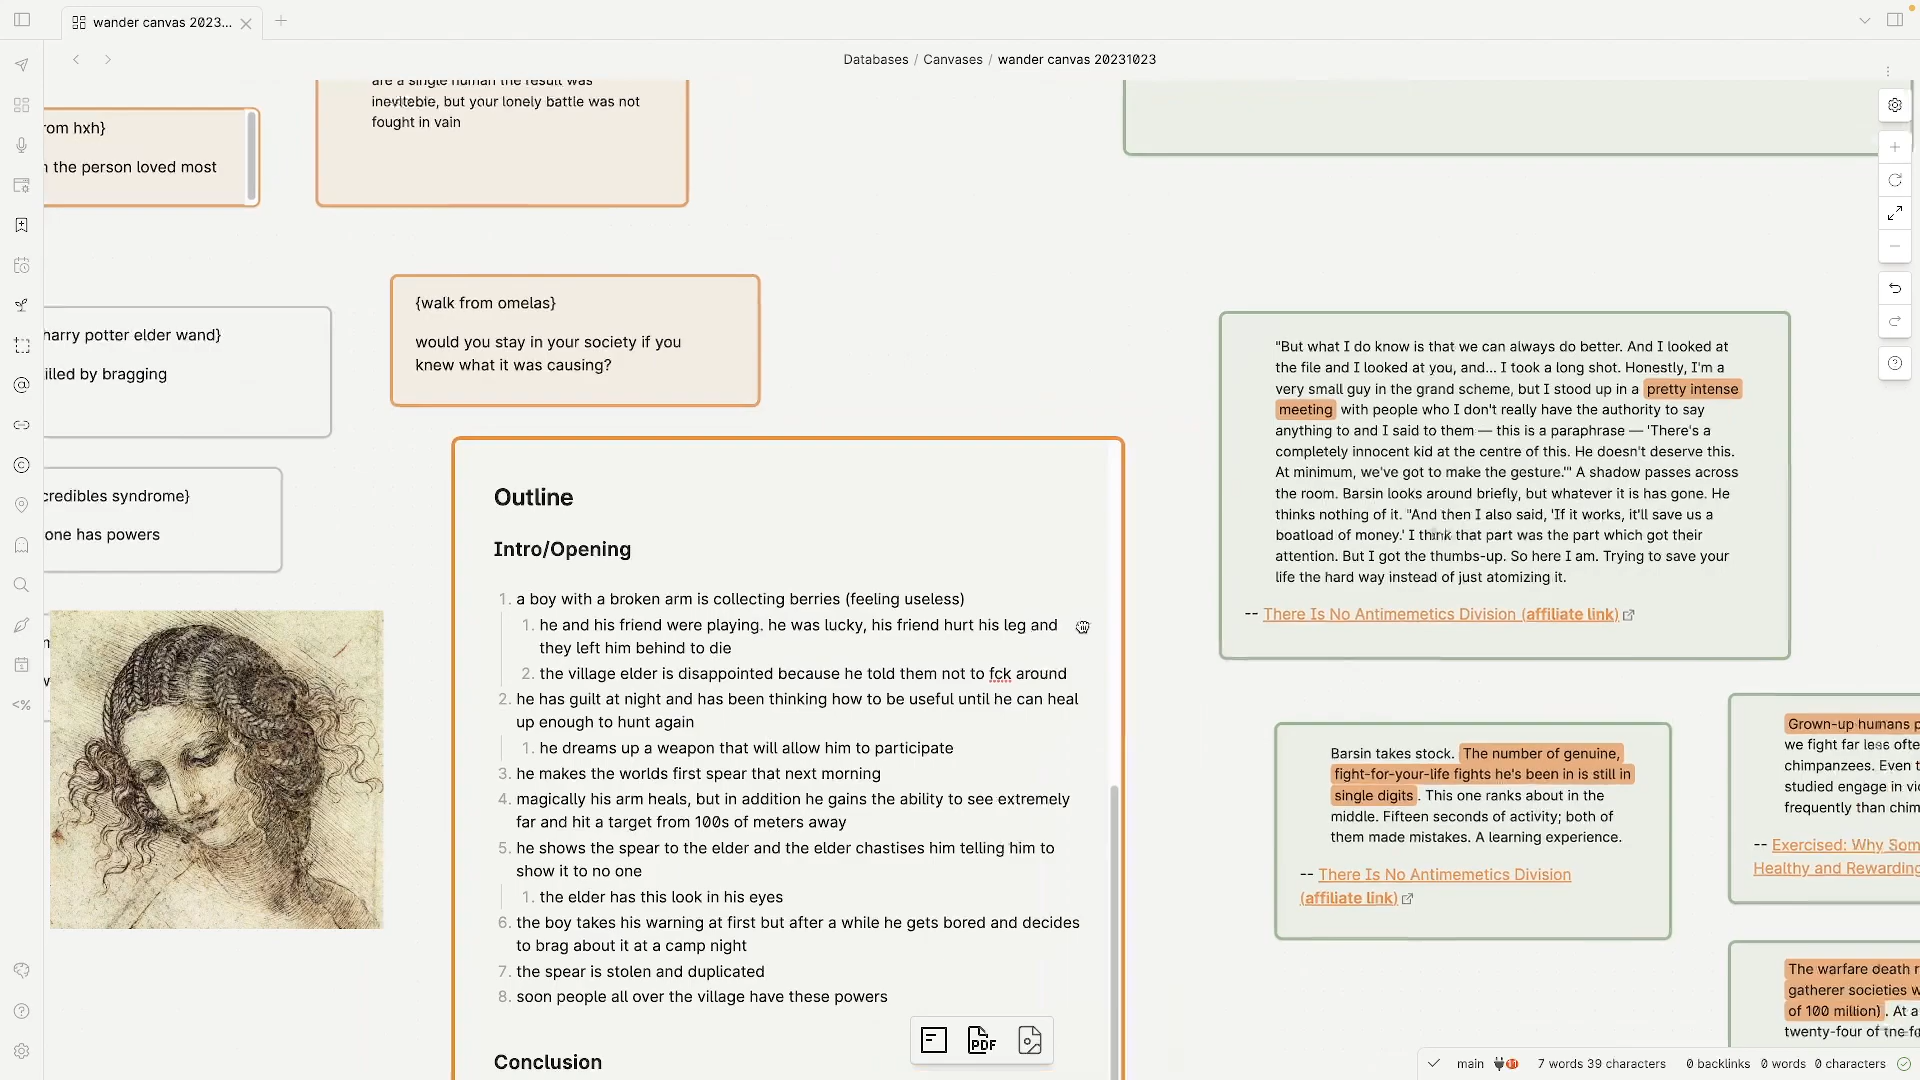 wander canvas 2023...
Databases / Canvases / wander canvas 20231023
are a single human the result was
ineviteble, but your lonely battle was not
fought in vain
rom hxh}
the person loved most
{walk from omelas}
would you stay in your society if you
knew what it was causing?
harry potter elder wand}
illed by bragging
credibles syndrome}
one has powers
Outline
Intro/Opening
1. a boy with a broken arm is collecting berries (feeling useless)
1. he and his friend were playing. he was lucky, his friend hurt his leg and
they left him behind to die
2. the village elder is disappointed because he told them not to fck around
2. he has guilt at night and has been thinking how to be useful until he can heal
up enough to hunt again
1. he dreams up a weapon that will allow him to participate
3. he makes the worlds first spear that next morning
4. magically his arm heals, but in addition he gains the ability to see extremely
far and hit a target from 100s of meters away
5. he shows the spear to the elder and the elder chastises him telling him to
show it to no one
1. the elder has this look in his eyes
6. the boy takes his warning at first but after a while he gets bored and decides
to brag about it at a camp night
7. the spear is stolen and duplicated
8. soon people all over the village have these powers
Conclusion
PDF
"But what I do know is that we can always do better. And I looked at
the file and I looked at you, and... I took a long shot. Honestly, I'm a
very small guy in the grand scheme, but I stood up in a pretty intense
meeting with people who I don't really have the authority to say
anything to and I said to them — this is a paraphrase — 'There's a
completely innocent kid at the centre of this. He doesn't deserve this.
At minimum, we've got to make the gesture.'" A shadow passes across
the room. Barsin looks around briefly, but whatever it is has gone. He
thinks nothing of it. "And then I also said, 'If it works, it'll save us a
boatload of money.' I think that part was the part which got their
attention. But I got the thumbs-up. So here I am. Trying to save your
life the hard way instead of just atomizing it.
-- There Is No Antimemetics Division (affiliate link)
Barsin takes stock. The number of genuine,
fight-for-your-life fights he's been in is still in
single digits. This one ranks about in the
middle. Fifteen seconds of activity; both of
them made mistakes. A learning experience.
-- There Is No Antimemetics Division
(affiliate link)
Grown-up humans p
we fight far less ofte
chimpanzees. Even t
studied engage in vi
frequently than chim
-- Exercised: Why Som
Healthy and Rewarding
The warfare death r
gatherer societies w
of 100 million). At a
twenty-four of the fo
main 7 words 39 characters 0 backlinks 0 words 0 characters